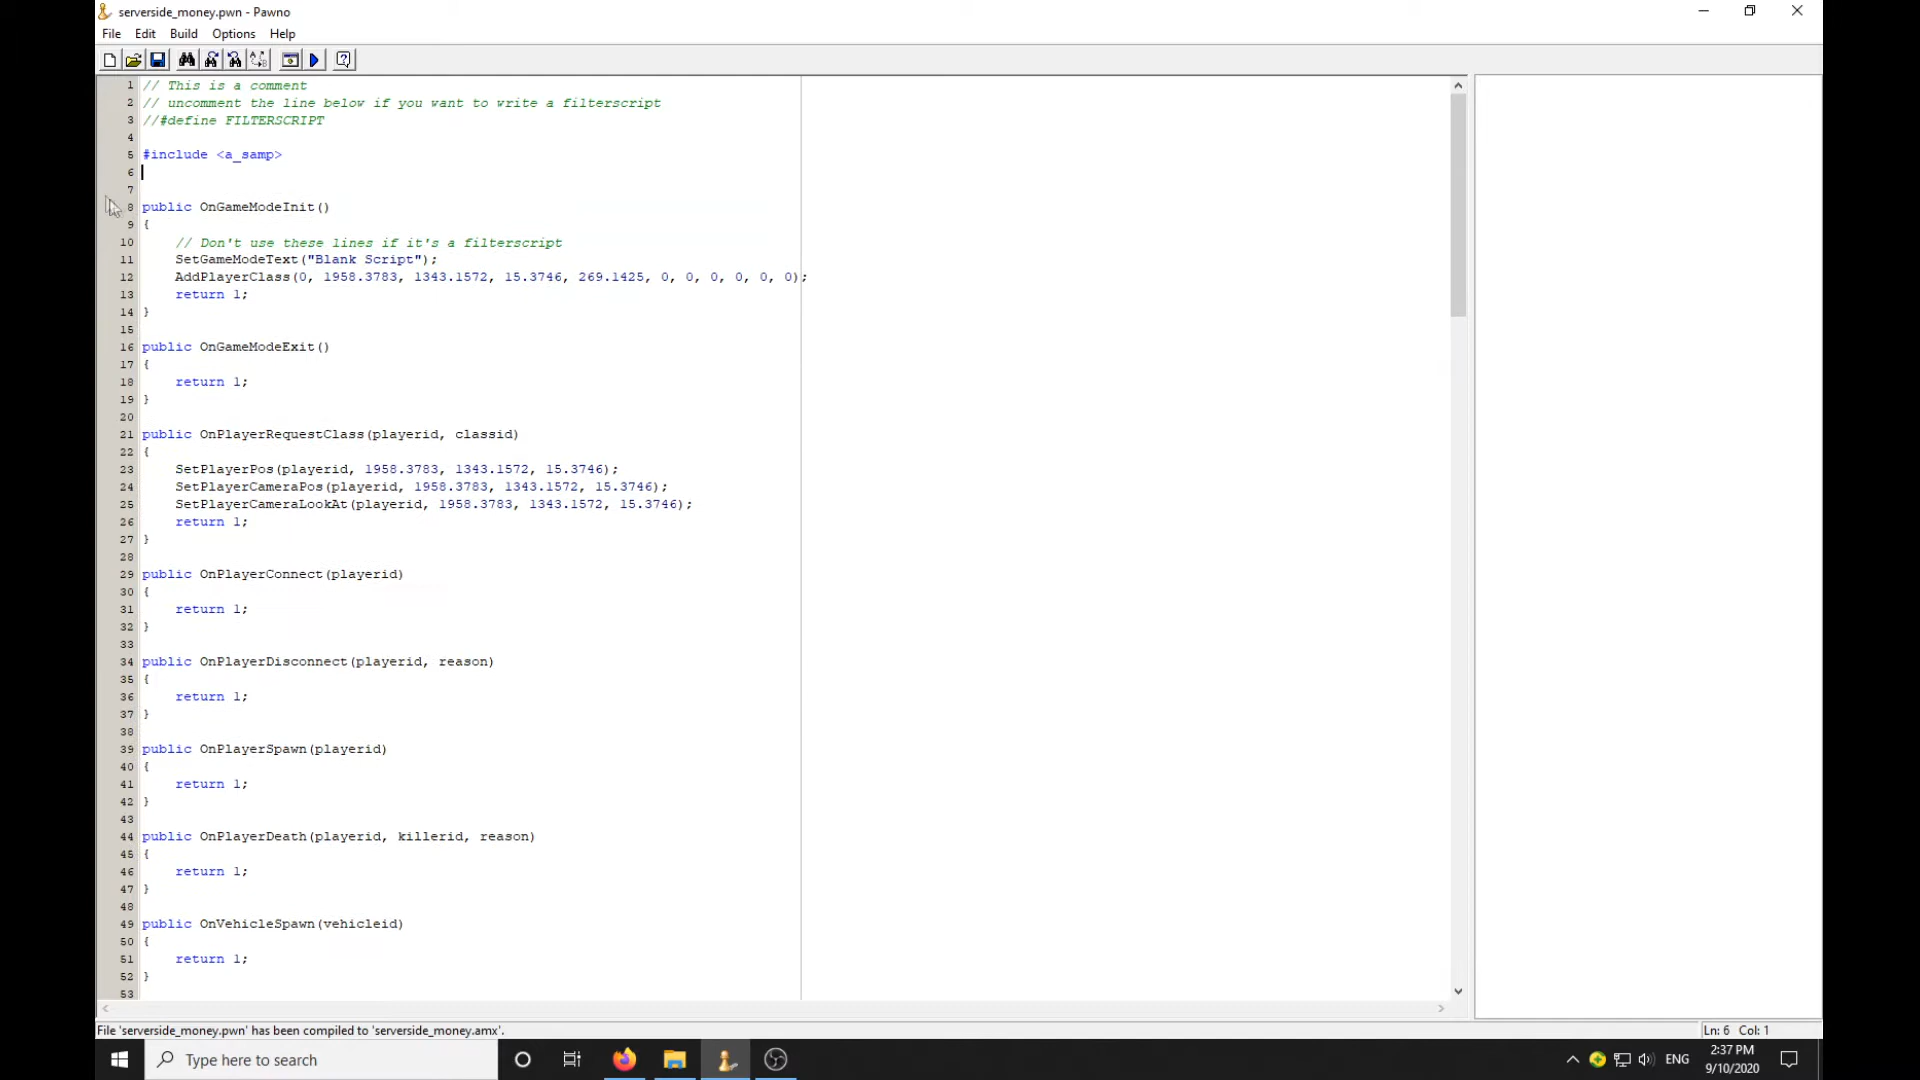 serverside_money.pwn - Pawno
File Edit Build Options Help
1 // This is a comment
2 // uncomment the line below if you want to write a filterscript
3 //#define FILTERSCRIPT
4
5 #include <a_samp>
6
7
8 public OnGameModeInit()
9 {
10 // Don't use these lines if it's a filterscript
11 SetGameModeText("Blank Script");
12 AddPlayerClass(0, 1958.3783, 1343.1572, 15.3746, 269.1425, 0, 0, 0, 0, 0, 0);
13 return 1;
14 }
15
16 public OnGameModeExit()
17 {
18 return 1;
19 }
20
21 public OnPlayerRequestClass(playerid, classid)
22 {
23 SetPlayerPos(playerid, 1958.3783, 1343.1572, 15.3746);
24 SetPlayerCameraPos(playerid, 1958.3783, 1343.1572, 15.3746);
25 SetPlayerCameraLookAt(playerid, 1958.3783, 1343.1572, 15.3746);
26 return 1;
27 }
28
29 public OnPlayerConnect(playerid)
30 {
31 return 1;
32 }
33
34 public OnPlayerDisconnect(playerid, reason)
35 {
36 return 1;
37 }
38
39 public OnPlayerSpawn(playerid)
40 {
41 return 1;
42 }
43
44 public OnPlayerDeath(playerid, killerid, reason)
45 {
46 return 1;
47 }
48
49 public OnVehicleSpawn(vehicleid)
50 {
51 return 1;
52 }
53
File 'serverside_money.pwn' has been compiled to 'serverside_money.amx'. Ln: 6 Col: 1
Type here to search ENG 2:37 PM
9/10/2020